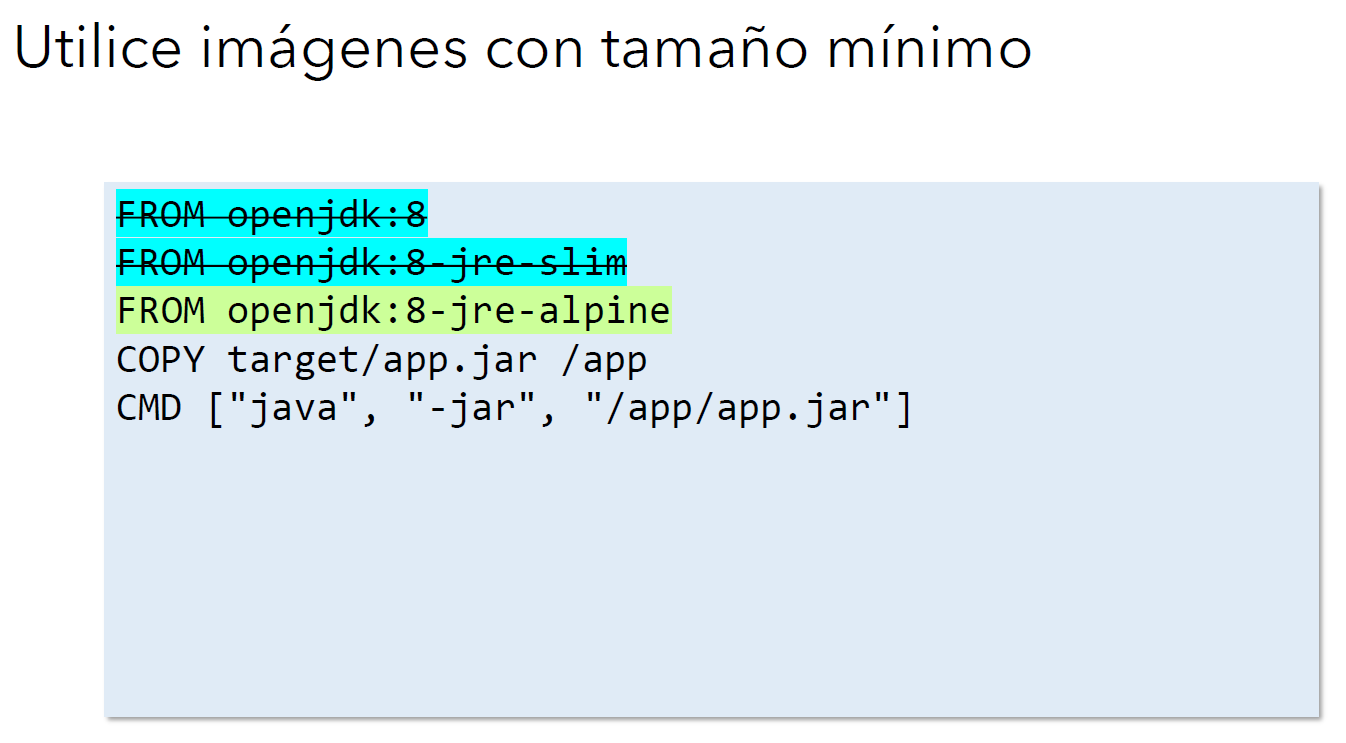 Utilice imágenes con tamaño mínimo
FROM openjdk:8
FROM openjdk:8-jre-slim
FROM openjdk:8-jre-alpine
COPY target/app.jar /app
CMD ["java", "-jar", "/app/app.jar"]